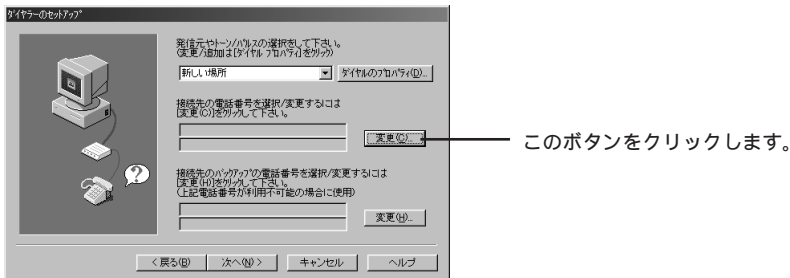 ダイヤラーのセットアップ
発信元やトーン/パルスの選択をして下さい。
(変更/追加は[ダイヤル プロパティ]をクリック)
新しい場所
ダイヤルのプロパティ(D)...
接続先の電話番号を選択/変更するには
[変更(C)]をクリックして下さい。
変更(C)...
このボタンをクリックします。
接続先のバックアップの電話番号を選択/変更するには
[変更(H)]をクリックして下さい。
(上記電話番号が利用不可能の場合に使用)
変更(H)...
< 戻る(B)
次へ(N) >
キャンセル
ヘルプ